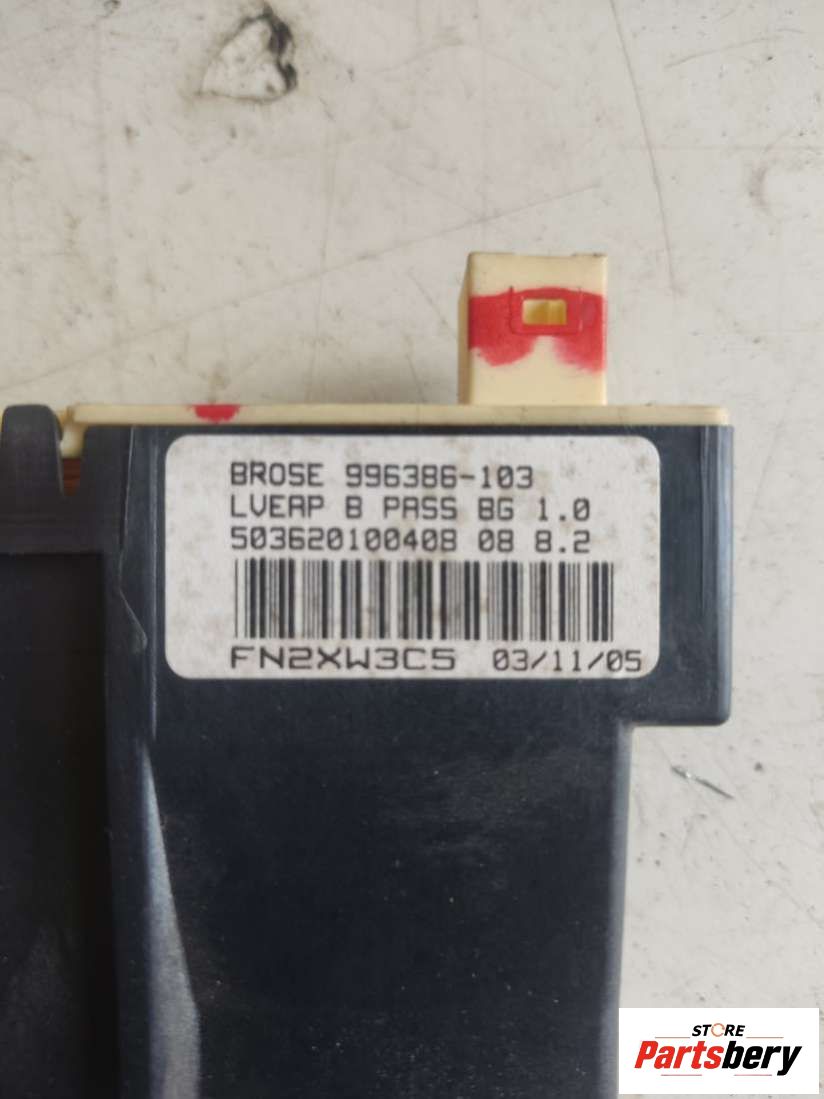 BROSE 996386-103
LVEAP B PASS BG 1.0
503620100408 08 8.2
FN2XW3C5 03/11/05
STORE
Partsbery